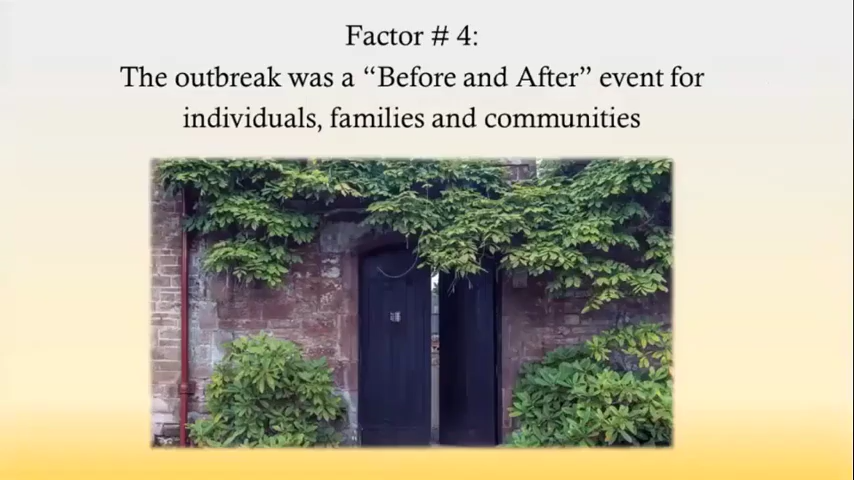 Factor # 4:
The outbreak was a “Before and After” event for
individuals, families and communities